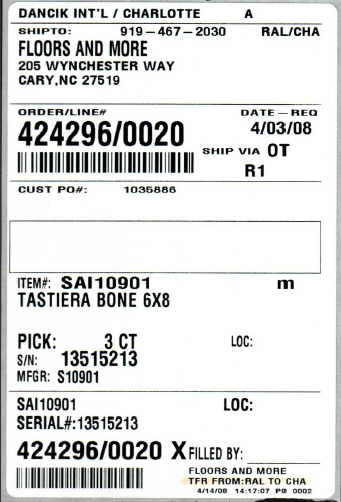 DANCIK INT'L / CHARLOTTE A
SHIPTO: 919-467-2030 RAL/CHA
FLOORS AND MORE
205 WYNCHESTER WAY
CARY,NC 27519
ORDER/LINE# DATE-REQ
424296/0020 4/03/08
SHIP VIA OT
R1
CUST PO#: 1035886
ITEM#: SAI10901 m
TASTIERA BONE 6X8
PICK: 3 CT LOC:
S/N: 13515213
MFGR: S10901
SAI10901 LOC:
SERIAL#:13515213
424296/0020 X FILLED BY:
FLOORS AND MORE
TFR FROM:RAL TO CHA
4/14/08 14:17:07 PB 0002